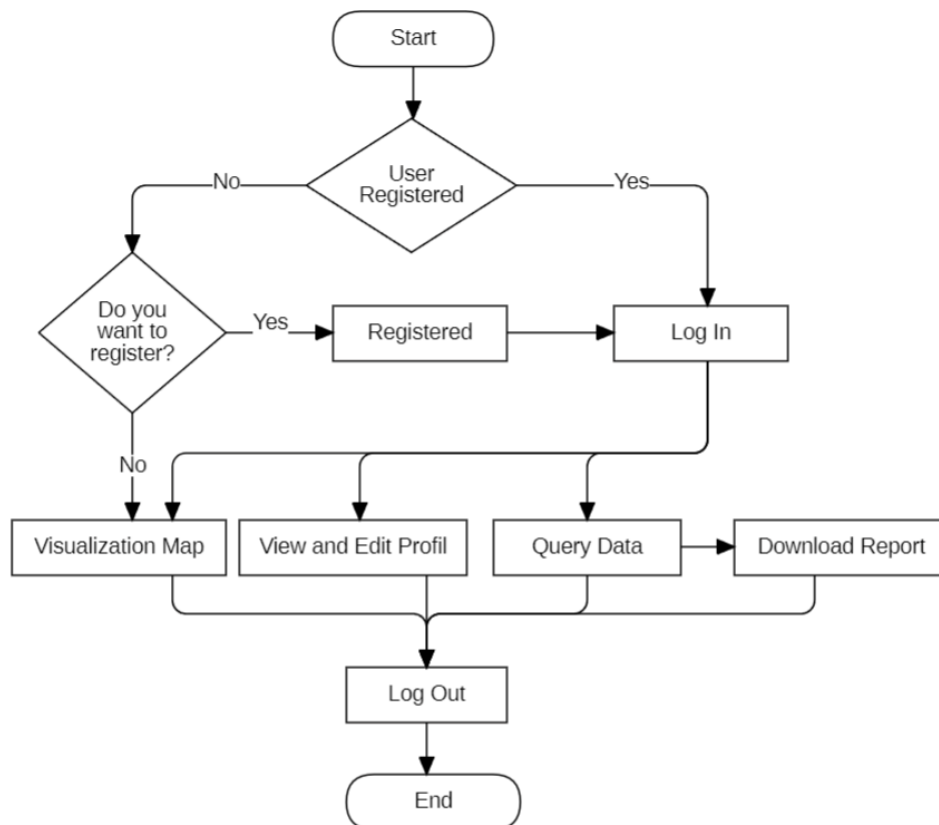 Start
User
Registered
No
Yes
Do you
want to
register?
Yes
Registered
Log In
No
Visualization Map
View and Edit Profil
Query Data
Download Report
Log Out
End